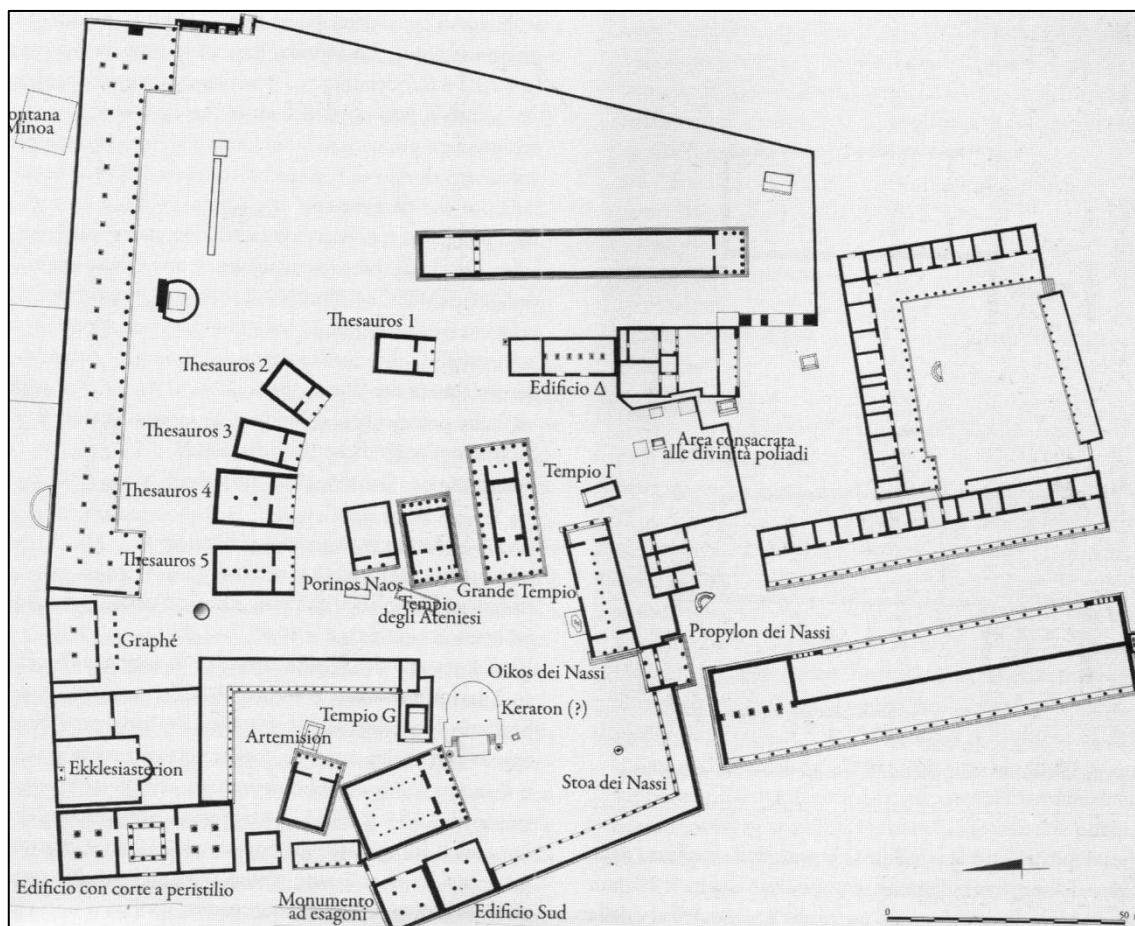 ontana
Minoa
Thesauros 1
Thesauros 2
Edificio Δ
Thesauros 3
Area consacrata
alle divinità poliadi
Tempio Γ
Thesauros 4
Thesauros 5
Porinos Naos
Tempio
degli Ateniesi
Grande Tempio
Graphé
Propylon dei Nassi
Oikos dei Nassi
Tempio G
Keraton (?)
Artemision
Ekklesiastérion
Stoa dei Nassi
Edificio con corte a peristilio
Monumento
ad esagoni
Edificio Sud
0
50